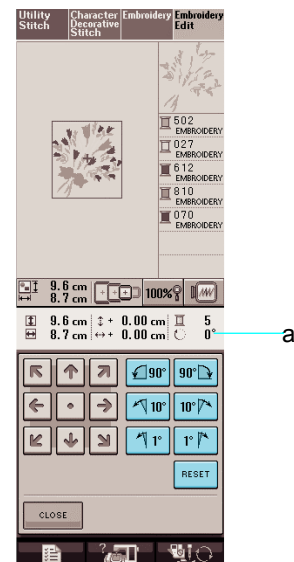 Utility Stitch
Character Decorative Stitch
Embroidery
Embroidery Edit
502
EMBROIDERY
027
EMBROIDERY
612
EMBROIDERY
810
EMBROIDERY
070
EMBROIDERY
9.6 cm
8.7 cm
100%
9.6 cm + 0.00 cm 5
8.7 cm + 0.00 cm 0°
a
90° 90°
10° 10°
1° 1°
RESET
CLOSE